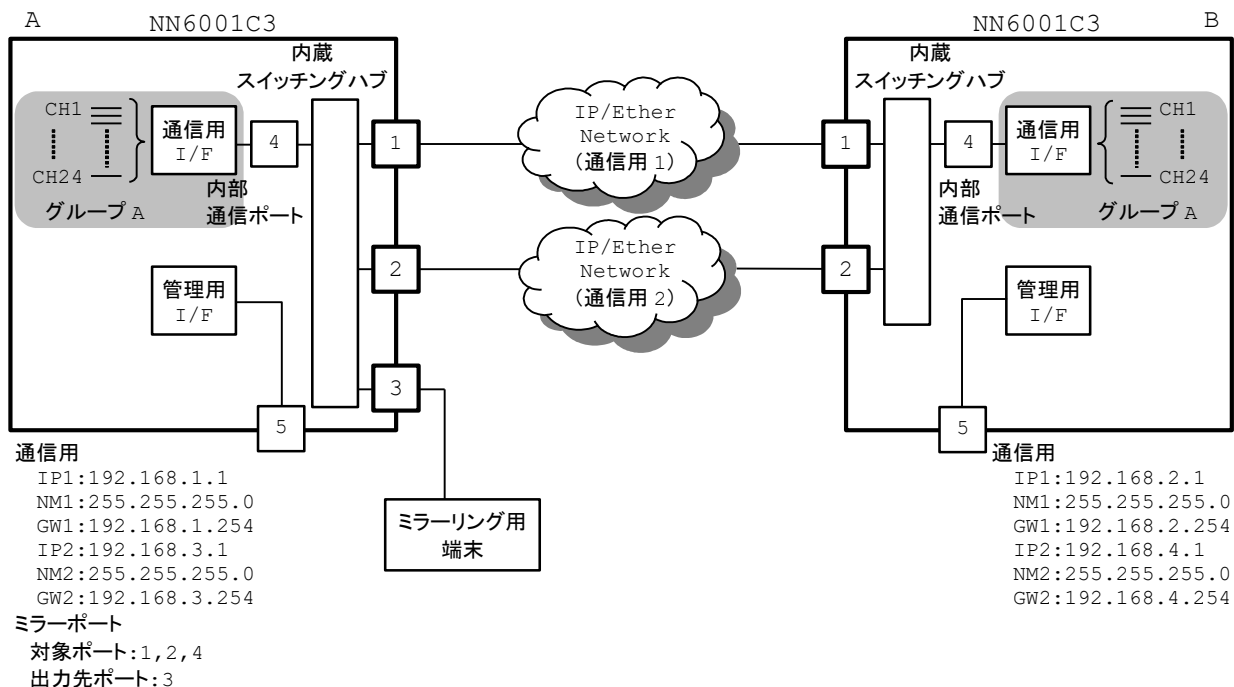 A
NN6001C3
NN6001C3
B
内蔵
スイッチングハブ
CH1
CH24
グループA
通信用
I/F
4
内部
通信ポート
1
2
3
管理用
I/F
5
IP/Ether
Network
(通信用1)
IP/Ether
Network
(通信用2)
内蔵
スイッチングハブ
1
2
4
内部
通信ポート
通信用
I/F
CH1
CH24
グループA
管理用
I/F
5
通信用
IP1:192.168.1.1
NM1:255.255.255.0
GW1:192.168.1.254
IP2:192.168.3.1
NM2:255.255.255.0
GW2:192.168.3.254
ミラーポート
対象ポート:1,2,4
出力先ポート:3
ミラーリング用
端末
通信用
IP1:192.168.2.1
NM1:255.255.255.0
GW1:192.168.2.254
IP2:192.168.4.1
NM2:255.255.255.0
GW2:192.168.4.254